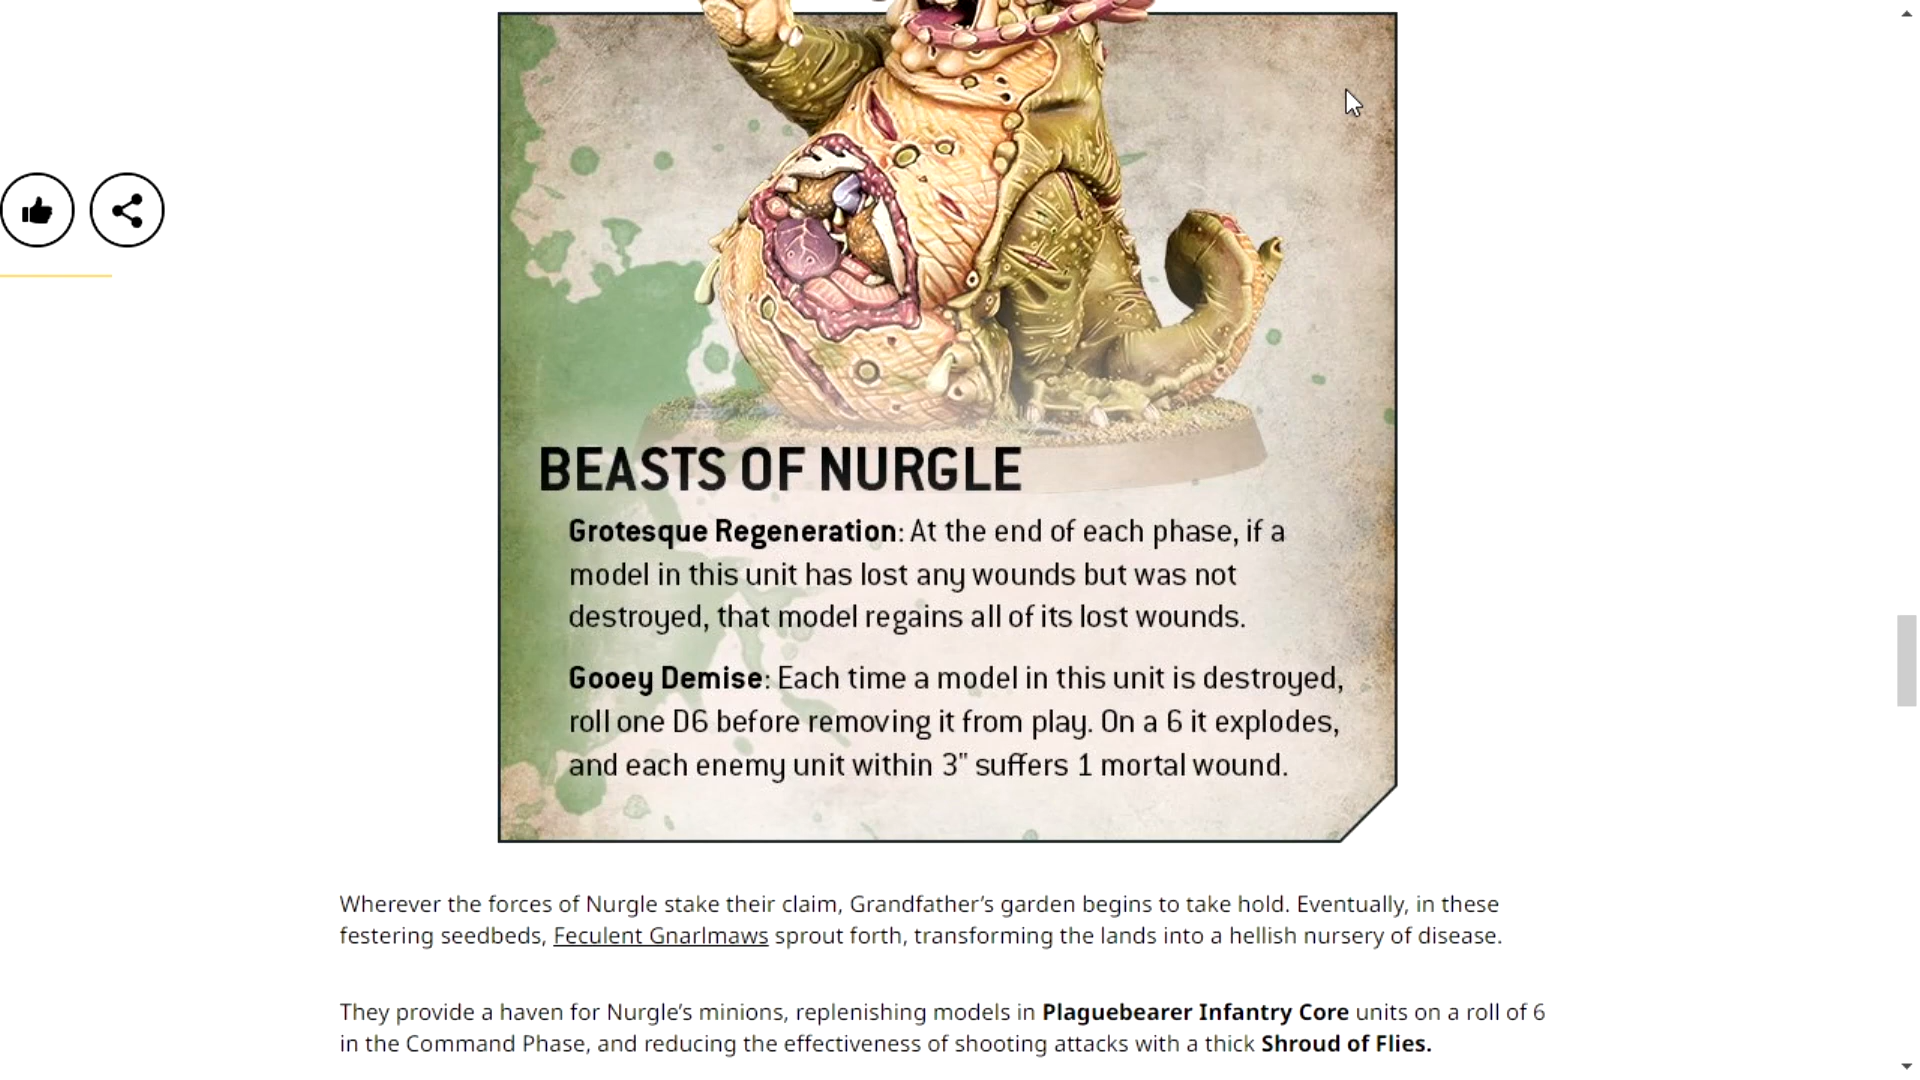 BEASTS OF NURGLE
Grotesque Regeneration: At the end of each phase, if a
model in this unit has lost any wounds but was not
destroyed, that model regains all of its lost wounds.
Gooey Demise: Each time a model in this unit is destroyed,
roll one D6 before removing it from play. On a 6 it explodes,
and each enemy unit within 3" suffers 1 mortal wound.
Wherever the forces of Nurgle stake their claim, Grandfather’s garden begins to take hold. Eventually, in these
festering seedbeds, Feculent Gnarlmaws sprout forth, transforming the lands into a hellish nursery of disease.
They provide a haven for Nurgle’s minions, replenishing models in Plaguebearer Infantry Core units on a roll of 6
in the Command Phase, and reducing the effectiveness of shooting attacks with a thick Shroud of Flies.